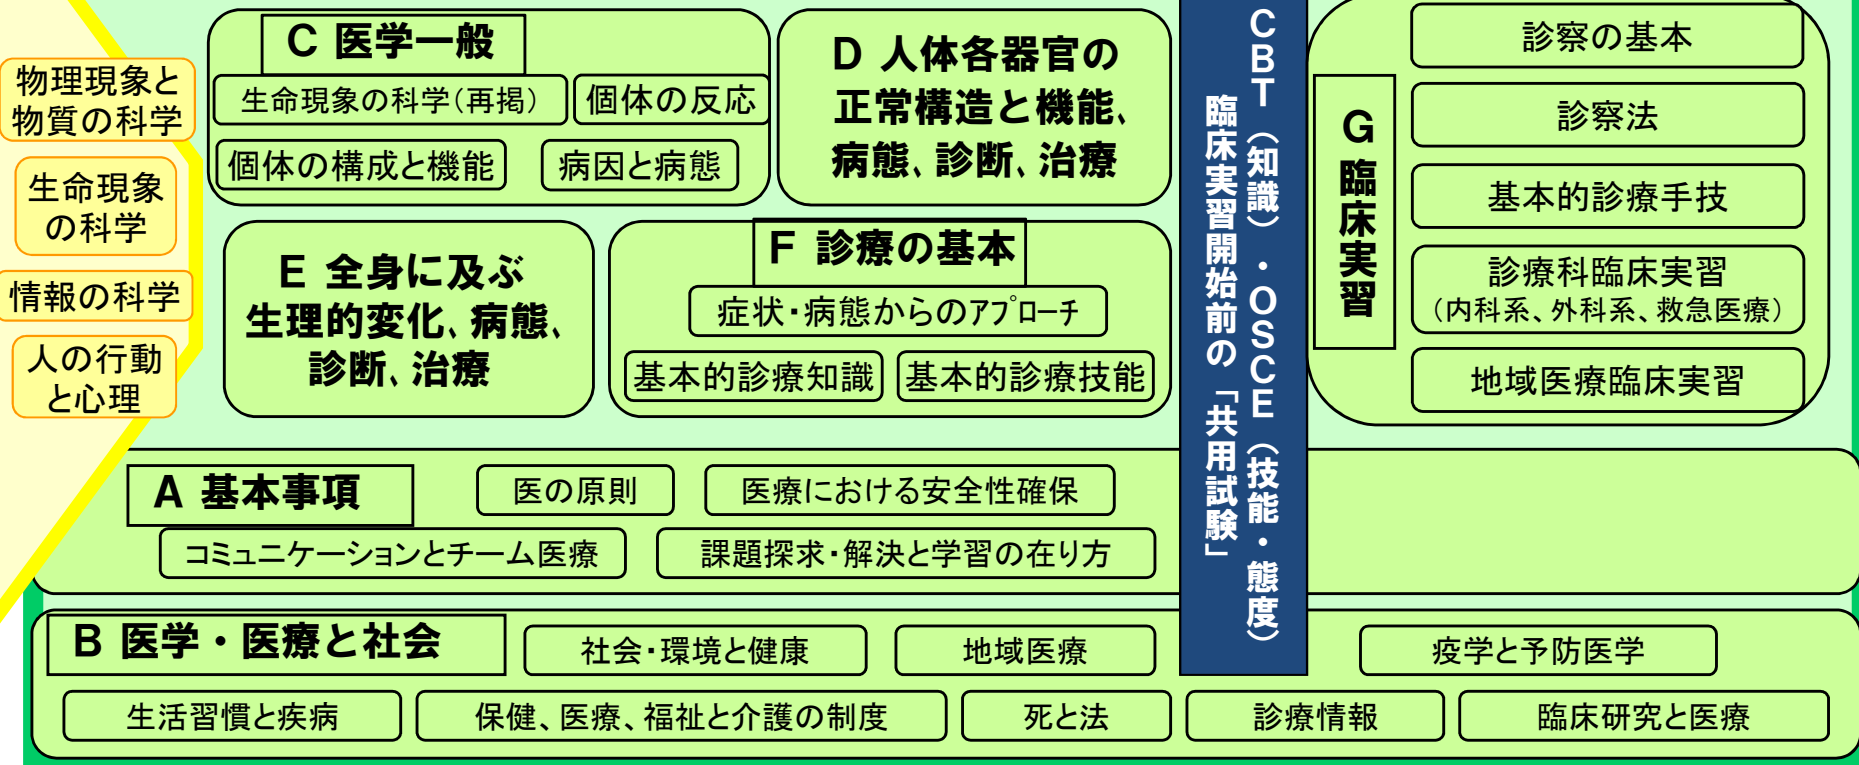 物理現象と
物質の科学
生命現象
の科学
情報の科学
人の行動
と心理
C 医学一般
生命現象の科学(再掲)
個体の反応
個体の構成と機能
病因と病態
D 人体各器官の
正常構造と機能、
病態、診断、治療
E 全身に及ぶ
生理的変化、病態、
診断、治療
F 診療の基本
症状・病態からのアプローチ
基本的診療知識
基本的診療技能
CBT(知識)・OSCE(技能・態度)
臨床実習開始前の「共用試験」
G 臨床実習
診察の基本
診察法
基本的診療手技
診療科臨床実習
(内科系、外科系、救急医療)
地域医療臨床実習
A 基本事項
医の原則
医療における安全性確保
コミュニケーションとチーム医療
課題探求・解決と学習の在り方
B 医学・医療と社会
社会・環境と健康
地域医療
疫学と予防医学
生活習慣と疾病
保健、医療、福祉と介護の制度
死と法
診療情報
臨床研究と医療